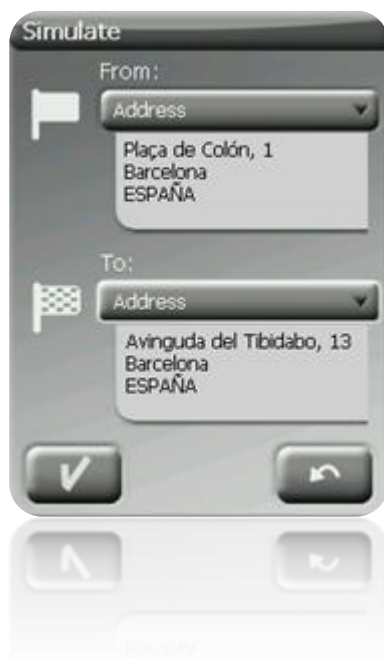 Simulate
From:
Address
Plaça de Colón, 1
Barcelona
ESPAÑA
To:
Address
Avinguda del Tibidabo, 13
Barcelona
ESPAÑA